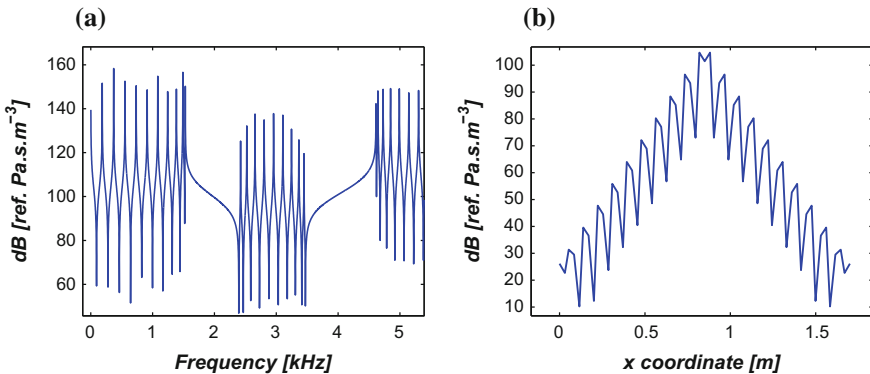 (a)
dB [ref. Pa.s.m⁻³]
160
140
120
100
80
60
0 1 2 3 4 5
Frequency [kHz]
(b)
dB [ref. Pa.s.m⁻³]
100
90
80
70
60
50
40
30
20
10
0 0.5 1 1.5
x coordinate [m]